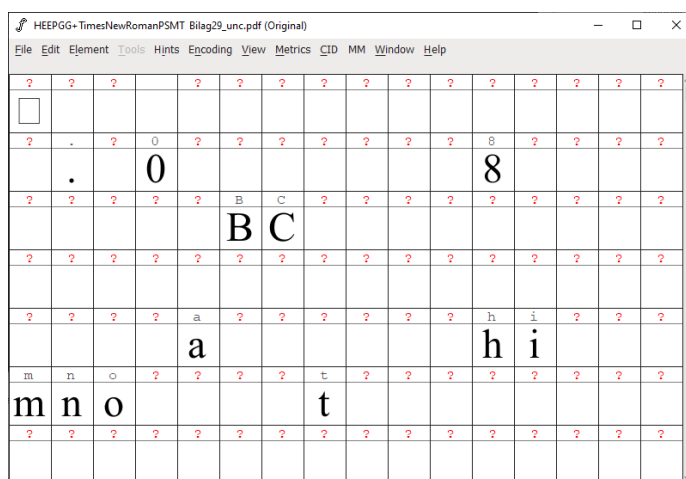 HEEPGG+TimesNewRomanPSMT Bilag29_unc.pdf (Original)
File Edit Element Tools Hints Encoding View Metrics CID MM Window Help
? ? ? ? ? ? ? ? ? ? ? ? ? ? ?
? . ? 0 ? ? ? ? ? ? ? 8 ? ? ? ?
. 0 8
? ? ? ? ? B C ? ? ? ? ? ? ? ? ?
B C
? ? ? ? ? ? ? ? ? ? ? ? ? ? ? ?
? ? ? ? a ? ? ? ? ? ? h i ? ? ?
a h i
m n o ? ? ? ? t ? ? ? ? ? ? ? ?
m n o t
? ? ? ? ? ? ? ? ? ? ? ? ? ? ? ?